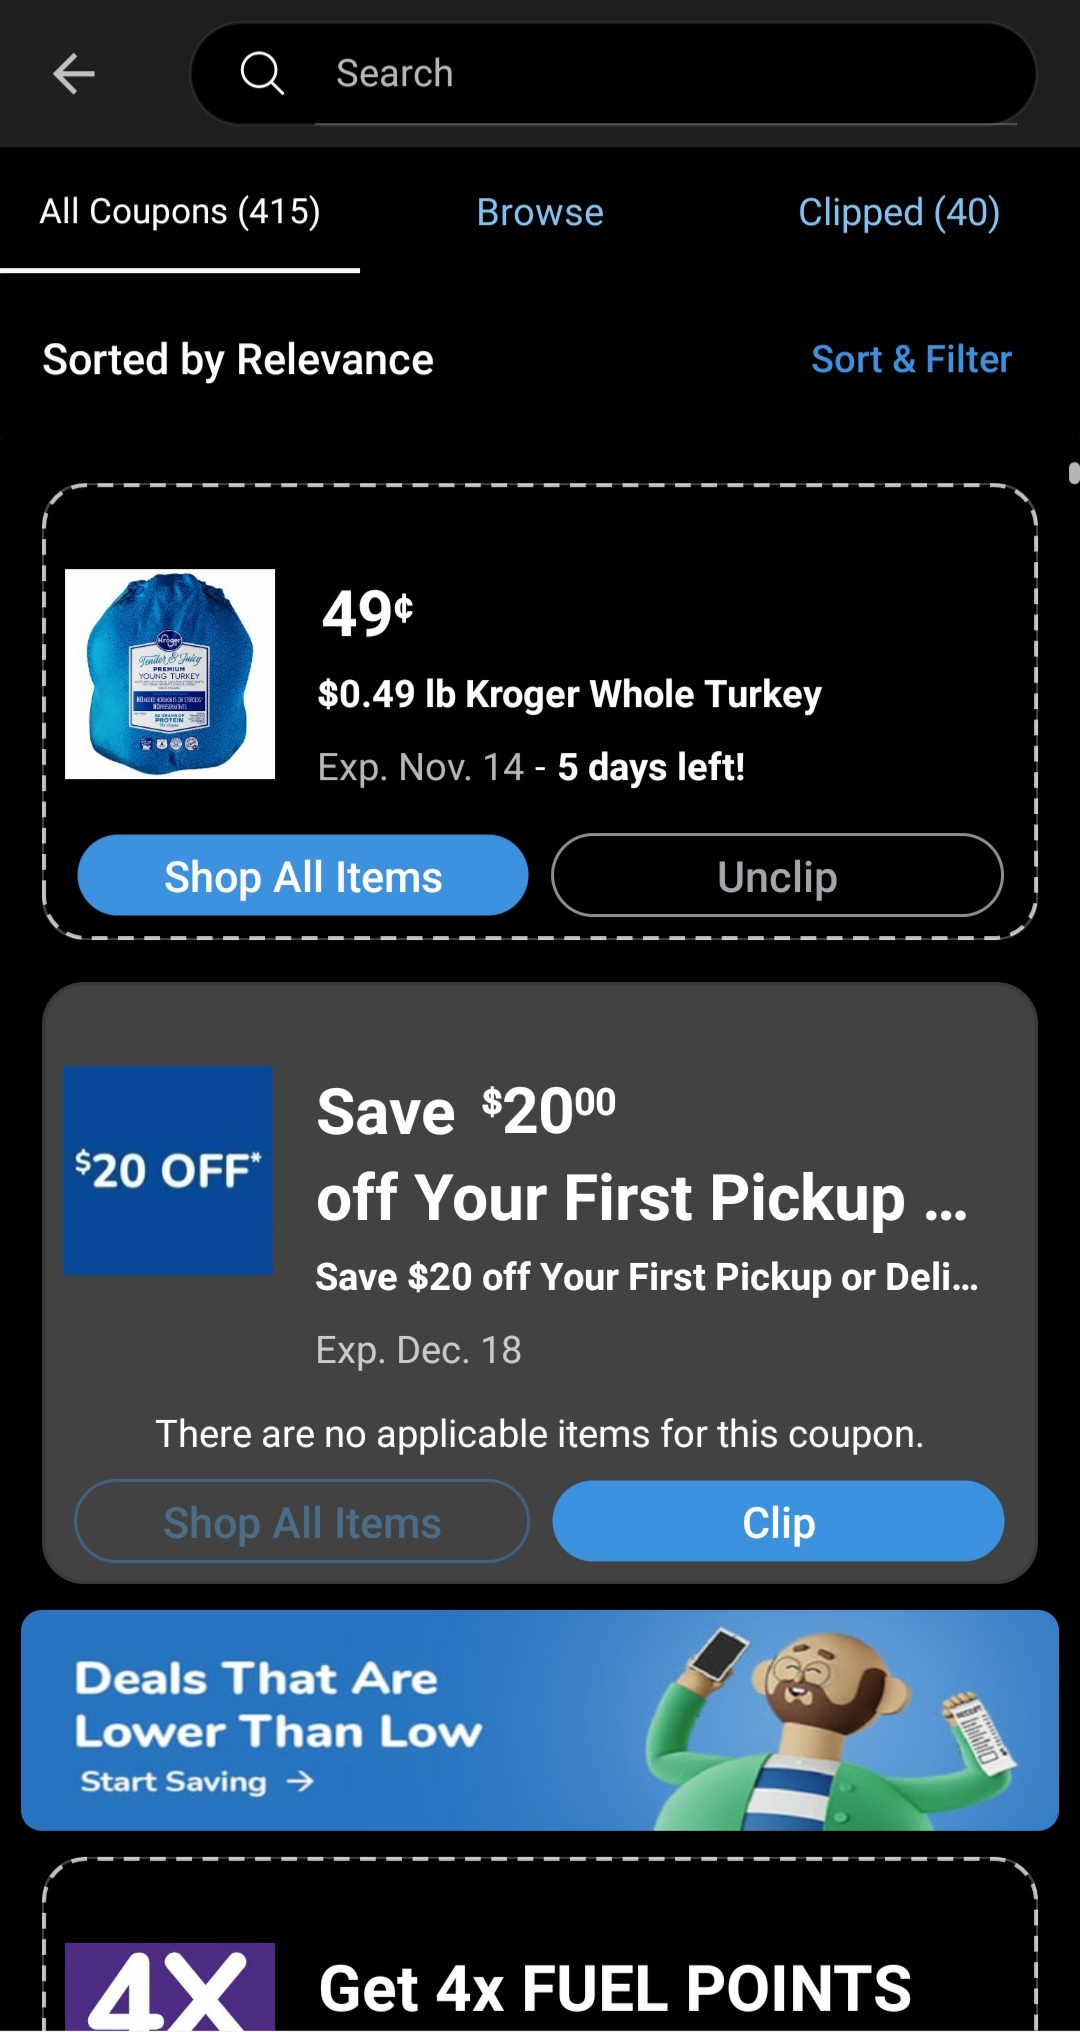 Search
All Coupons (415)
Browse
Clipped (40)
Sorted by Relevance
Sort & Filter
Kroger
Tender & Juicy
PREMIUM
YOUNG TURKEY
PROTEIN
49¢
$0.49 lb Kroger Whole Turkey
Exp. Nov. 14 - 5 days left!
Shop All Items
Unclip
$20 OFF*
Save $2000
off Your First Pickup ...
Save $20 off Your First Pickup or Deli...
Exp. Dec. 18
There are no applicable items for this coupon.
Shop All Items
Clip
Deals That Are
Lower Than Low
Start Saving →
RECEIPT
4X
Get 4x FUEL POINTS